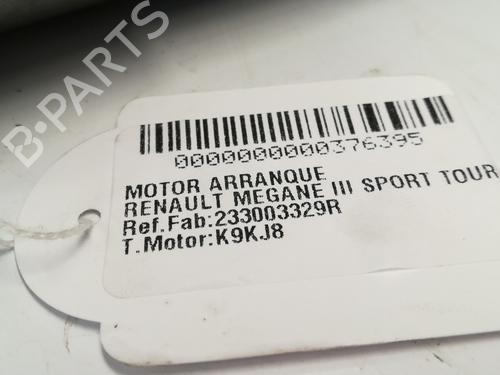 B-PARTS
0000000000376395
MOTOR ARRANQUE
RENAULT MEGANE III SPORT TOUR
Ref.Fab:233003329R
T.Motor:K9KJ8